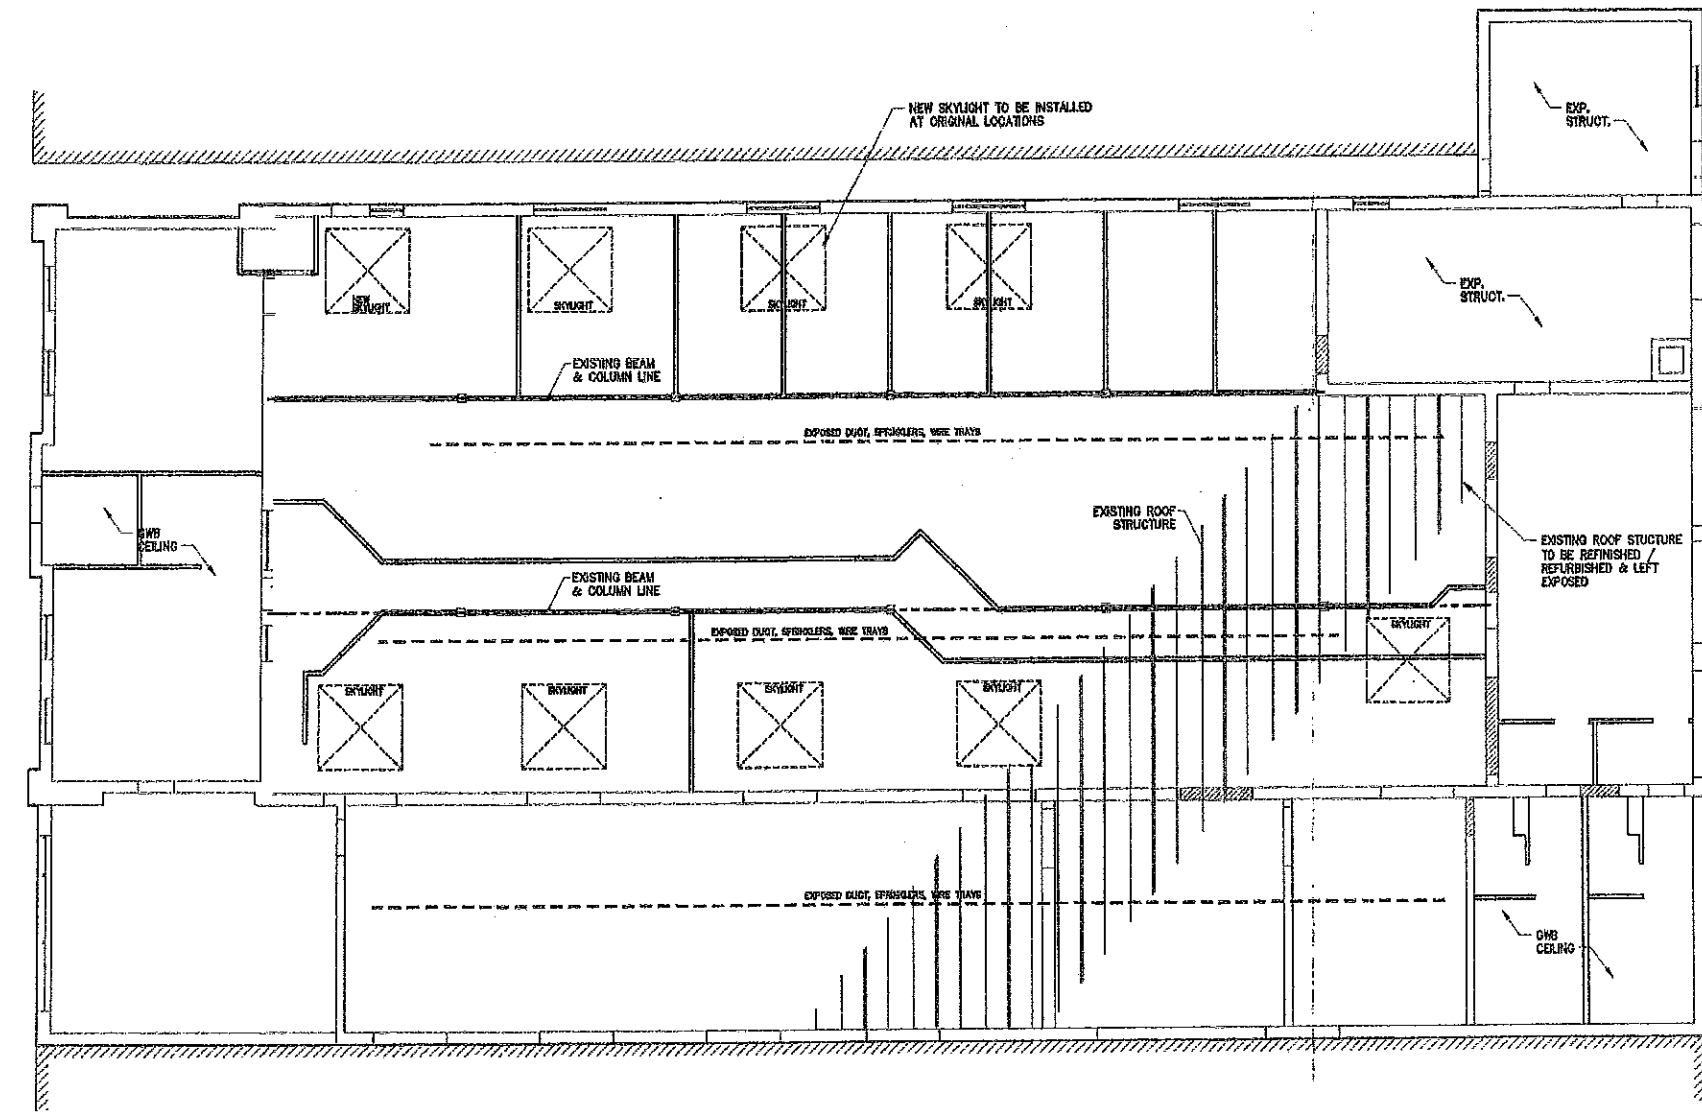 NEW SKYLIGHT TO BE INSTALLED
AT ORIGINAL LOCATIONS
EXP.
STRUCT.
EXP.
STRUCT.
NEW
SKYLIGHT
SKYLIGHT
SKYLIGHT
SKYLIGHT
EXISTING BEAM
& COLUMN LINE
EXPOSED DUCT, SPRINKLERS, WIRE TRAYS
EXISTING ROOF
STRUCTURE
GWB
CEILING
EXISTING ROOF STUCTURE
TO BE REFINISHED /
REFURBISHED & LEFT
EXPOSED
EXISTING BEAM
& COLUMN LINE
EXPOSED DUCT, SPRINKLERS, WIRE TRAYS
SKYLIGHT
SKYLIGHT
SKYLIGHT
SKYLIGHT
SKYLIGHT
EXPOSED DUCT, SPRINKLERS, WIRE TRAYS
GWB
CEILING